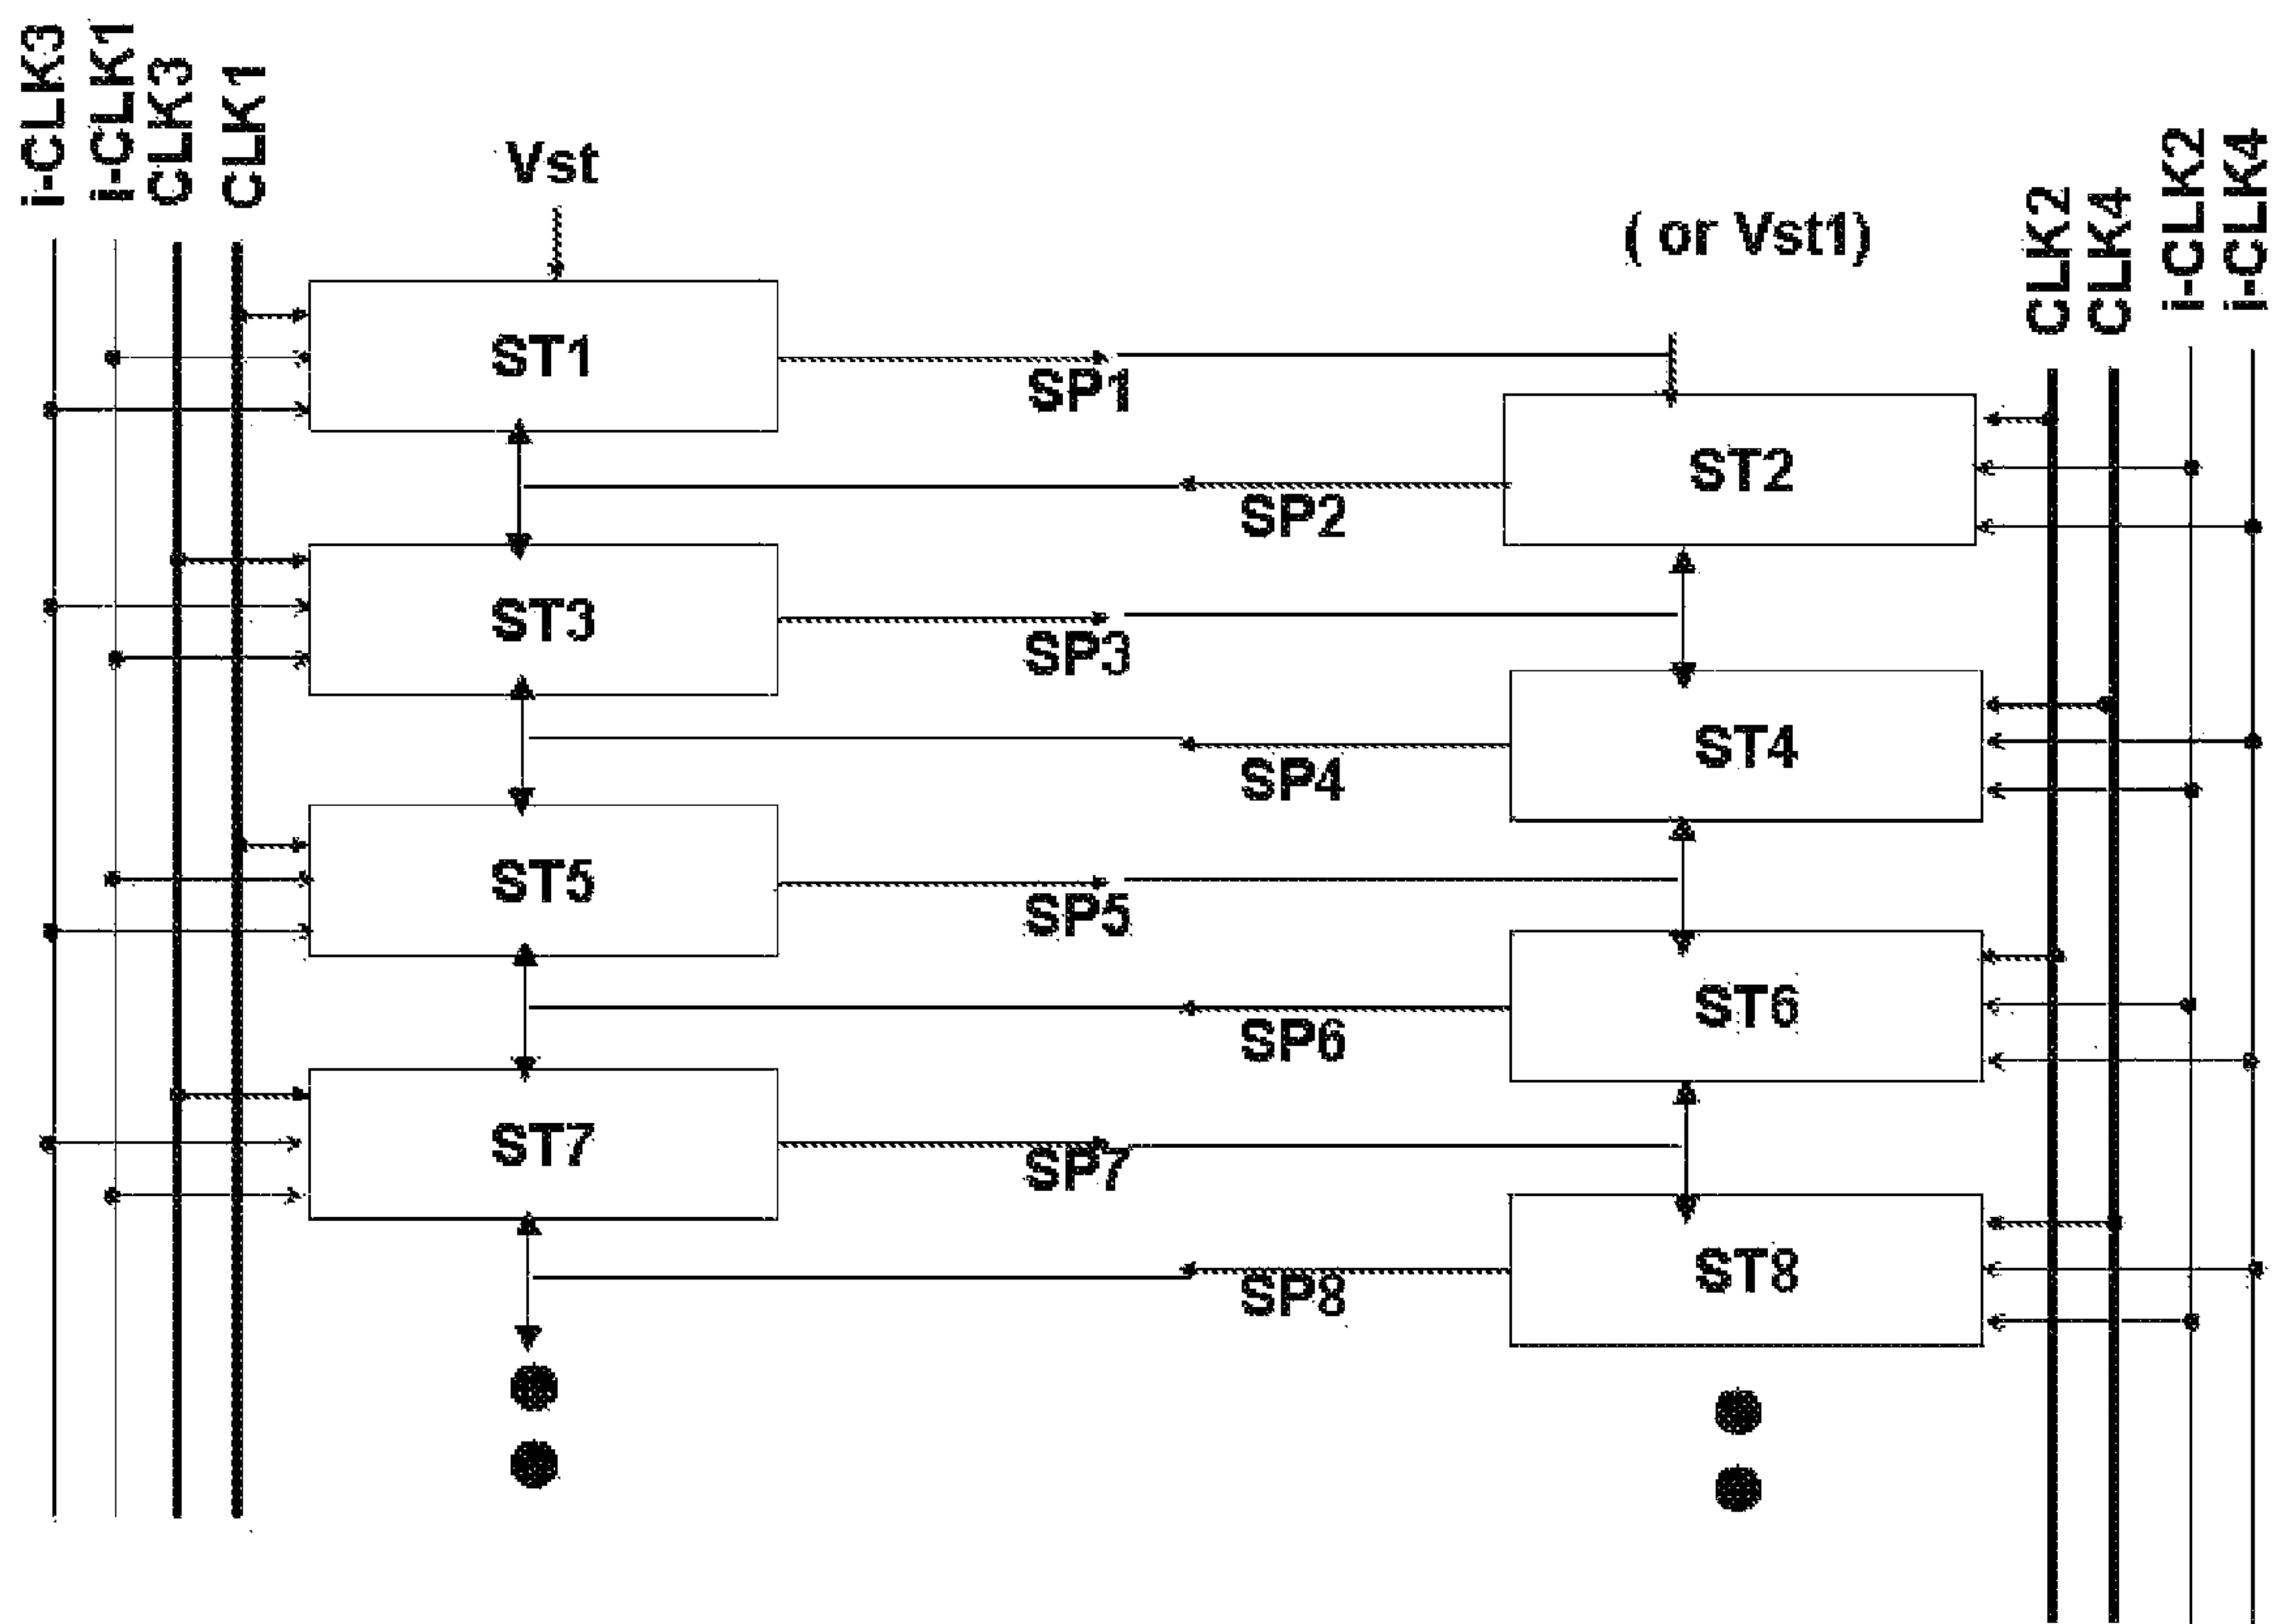 i-CLK3
i-CLK1
CLK3
CLK1
Vst
( or Vst1)
CLK2
CLK4
i-CLK2
i-CLK4
ST1
SP1
ST2
SP2
ST3
SP3
ST4
SP4
ST5
SP5
ST6
SP6
ST7
SP7
ST8
SP8